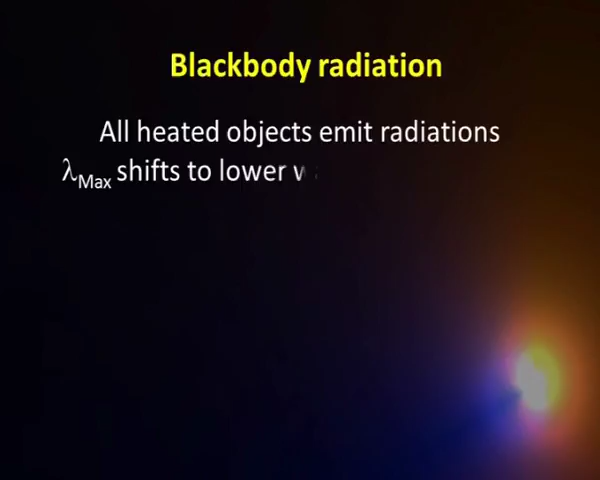 Blackbody radiation
All heated objects emit radiations
λMax shifts to lower